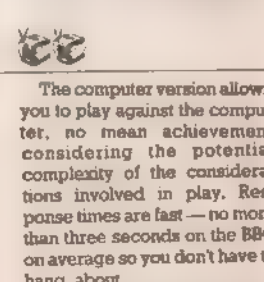 The computer version allow
you to play against the compu-
ter, no mean achievemen
considering the potentia
complexity of the considera-
tions involved in play. Res-
ponse times are fast — no mor
than three seconds on the BB
on average so you don't have t
hang about